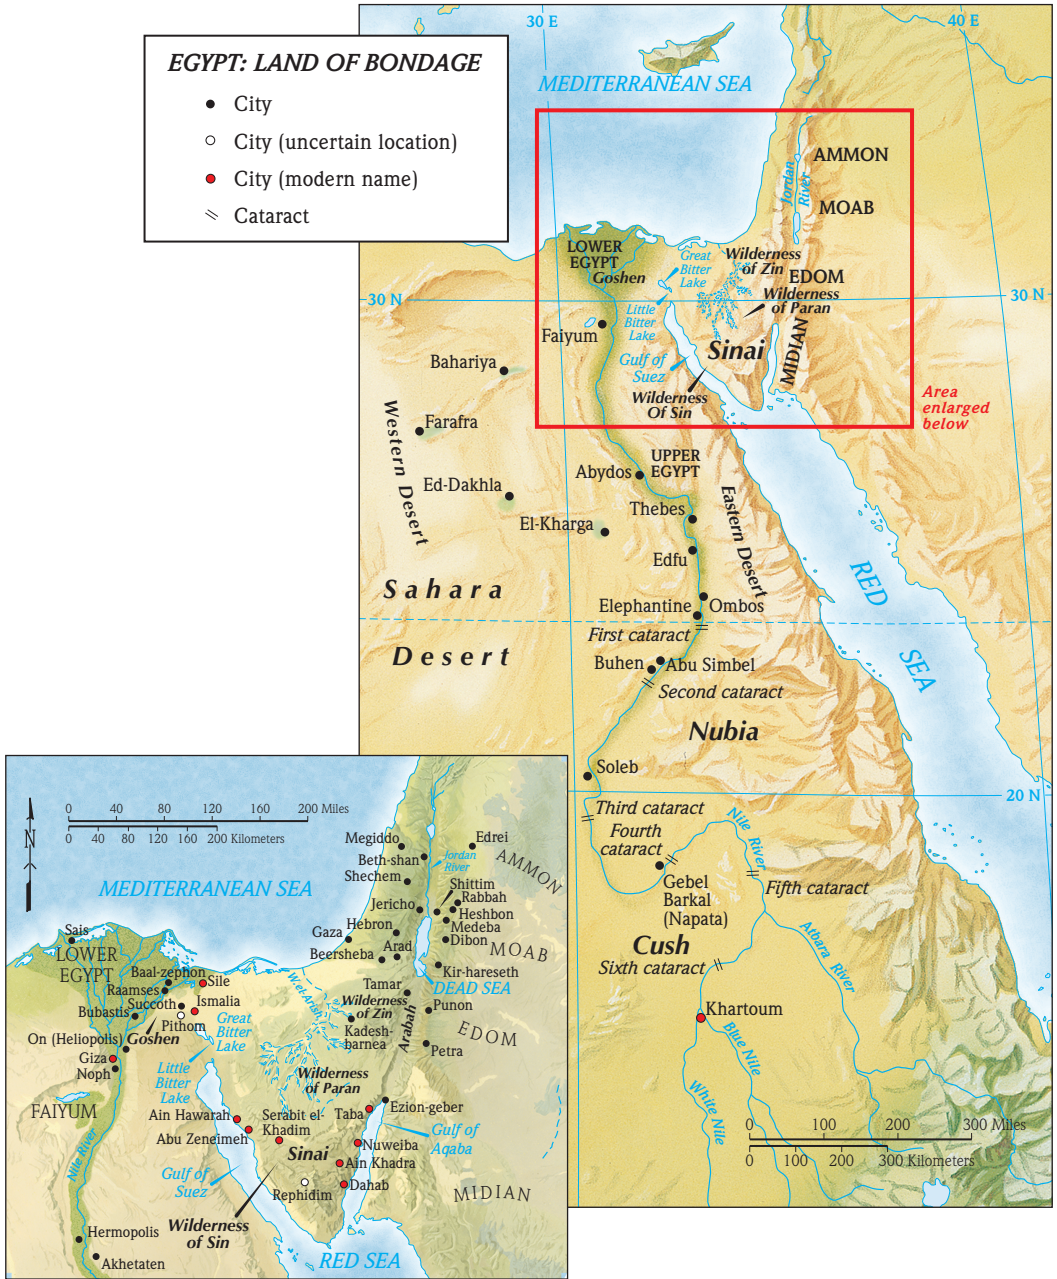 30 E
40 E
EGYPT: LAND OF BONDAGE
City
City (uncertain location)
City (modern name)
Cataract
MEDITERRANEAN SEA
AMMON
Jordan
River
MOAB
LOWER
EGYPT
Goshen
Great
Bitter
Lake
Wilderness
of Zin
EDOM
Wilderness
of Paran
30 N
30 N
Little
Bitter
Lake
Faiyum
Sinai
MIDIAN
Gulf of
Suez
Bahariya
Wilderness
Of Sin
Area
enlarged
below
Western Desert
Farafra
UPPER
EGYPT
Abydos
Ed-Dakhla
Thebes
Eastern Desert
El-Kharga
Edfu
RED
SEA
Sahara
Desert
Elephantine
Ombos
First cataract
Buhen
Abu Simbel
Second cataract
Nubia
Soleb
20 N
Third cataract
Nile River
Fourth
cataract
Gebel
Barkal
(Napata)
Fifth cataract
Cush
Atbara River
Sixth cataract
Khartoum
Blue Nile
White Nile
0 100 200 300 Miles
0 100 200 300 Kilometers
0 40 80 120 160 200 Miles
0 40 80 120 160 200 Kilometers
N
MEDITERRANEAN SEA
Megiddo
Edrei
Beth-shan
Jordan
River
AMMON
Shechem
Shittim
Rabbah
Jericho
Heshbon
Medeba
Hebron
Gaza
Dibon
MOAB
Arad
Beersheba
Kir-hareseth
DEAD SEA
Sais
LOWER
EGYPT
Baal-zephon
Sile
Raamses
Succoth
Ismalia
Bubastis
Pithom
W. el-Arish
Tamar
Wilderness
of Zin
Punon
Kadesh-
barnea
Arabah
EDOM
Petra
On (Heliopolis)
Goshen
Great
Bitter
Lake
Giza
Noph
Little
Bitter
Lake
Wilderness
of Paran
FAIYUM
Ain Hawarah
Serabit el-
Khadim
Taba
Ezion-geber
Abu Zeneimeh
Nuweiba
Gulf of
Aqaba
Nile River
Sinai
Ain Khadra
Gulf of
Suez
Dahab
Rephidim
MIDIAN
Wilderness
of Sin
Hermopolis
Akhetaten
RED SEA